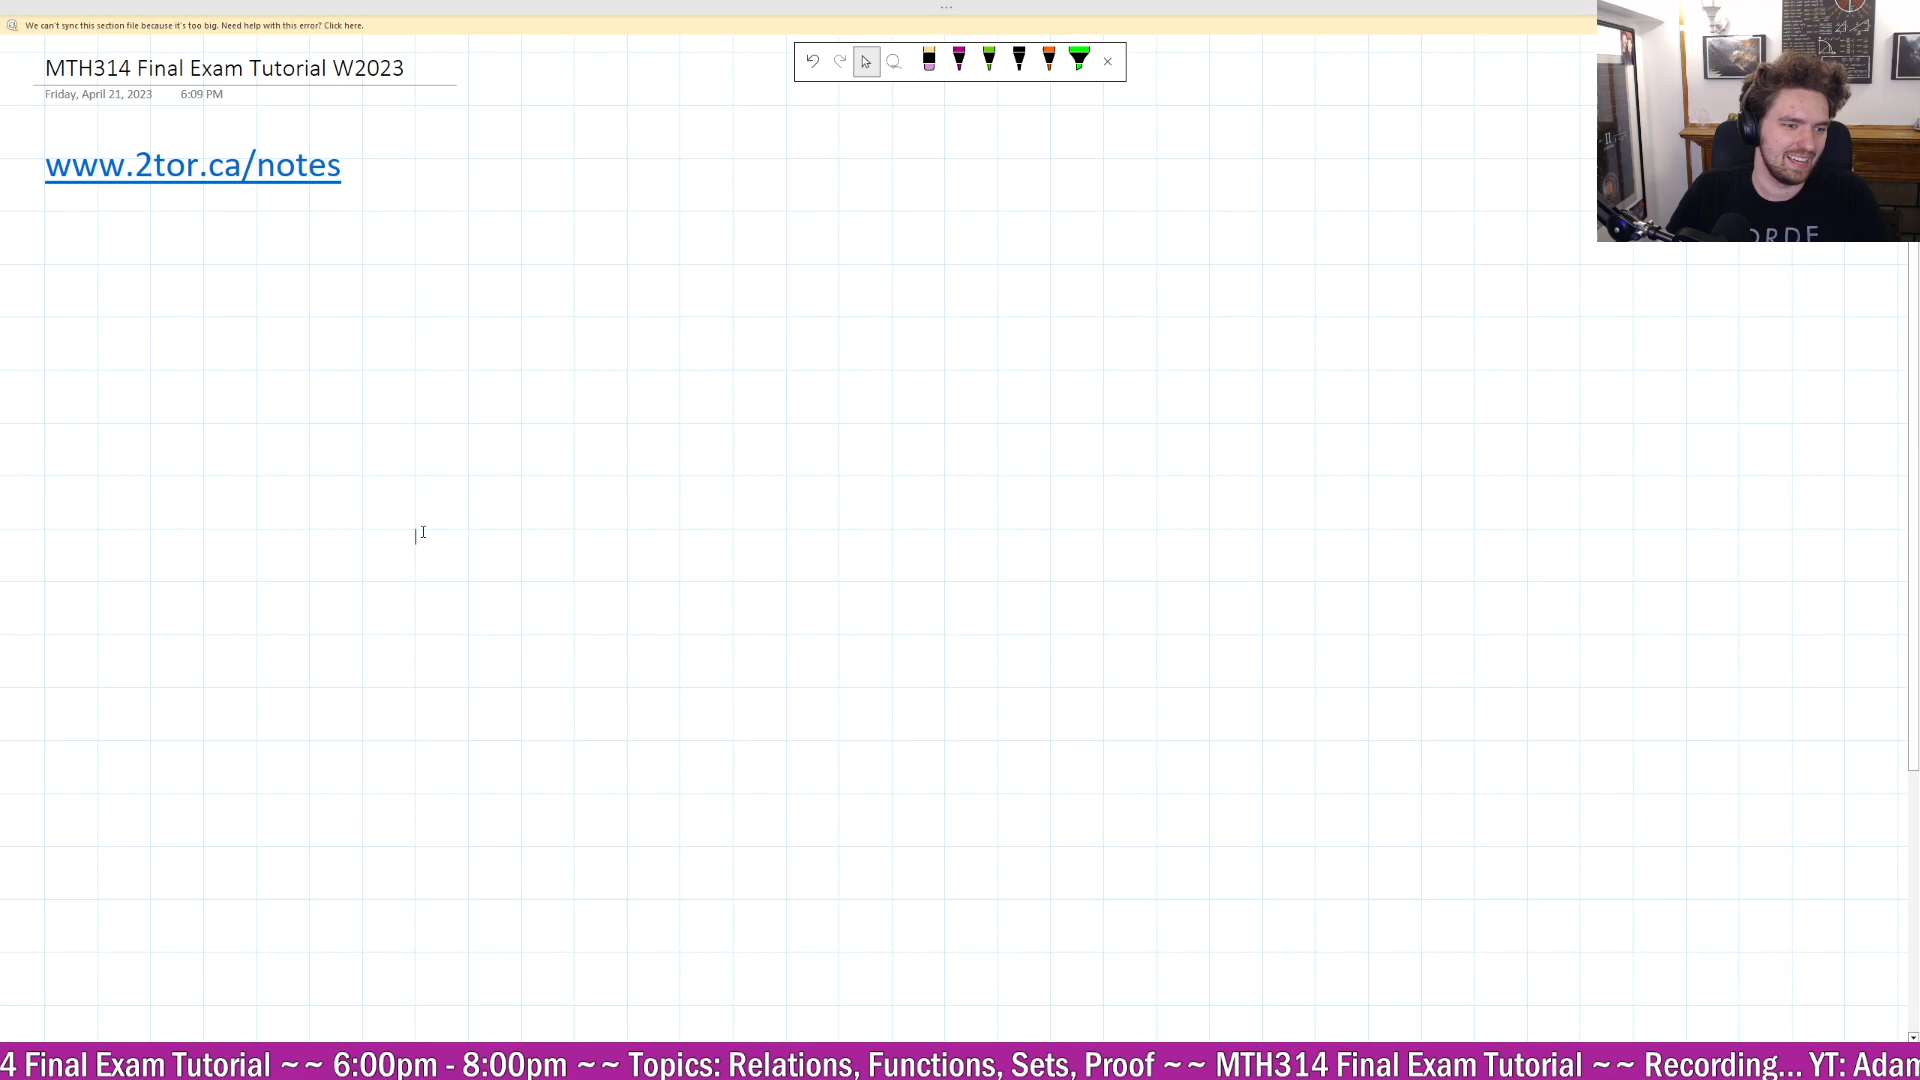 We can't sync this section file because it's too big. Need help with this error? Click here.
MTH314 Final Exam Tutorial W2023
Friday, April 21, 2023 6:09 PM
www.2tor.ca/notes
4 Final Exam Tutorial ~~ 6:00pm - 8:00pm ~~ Topics: Relations, Functions, Sets, Proof ~~ MTH314 Final Exam Tutorial ~~ Recording... YT: Adam